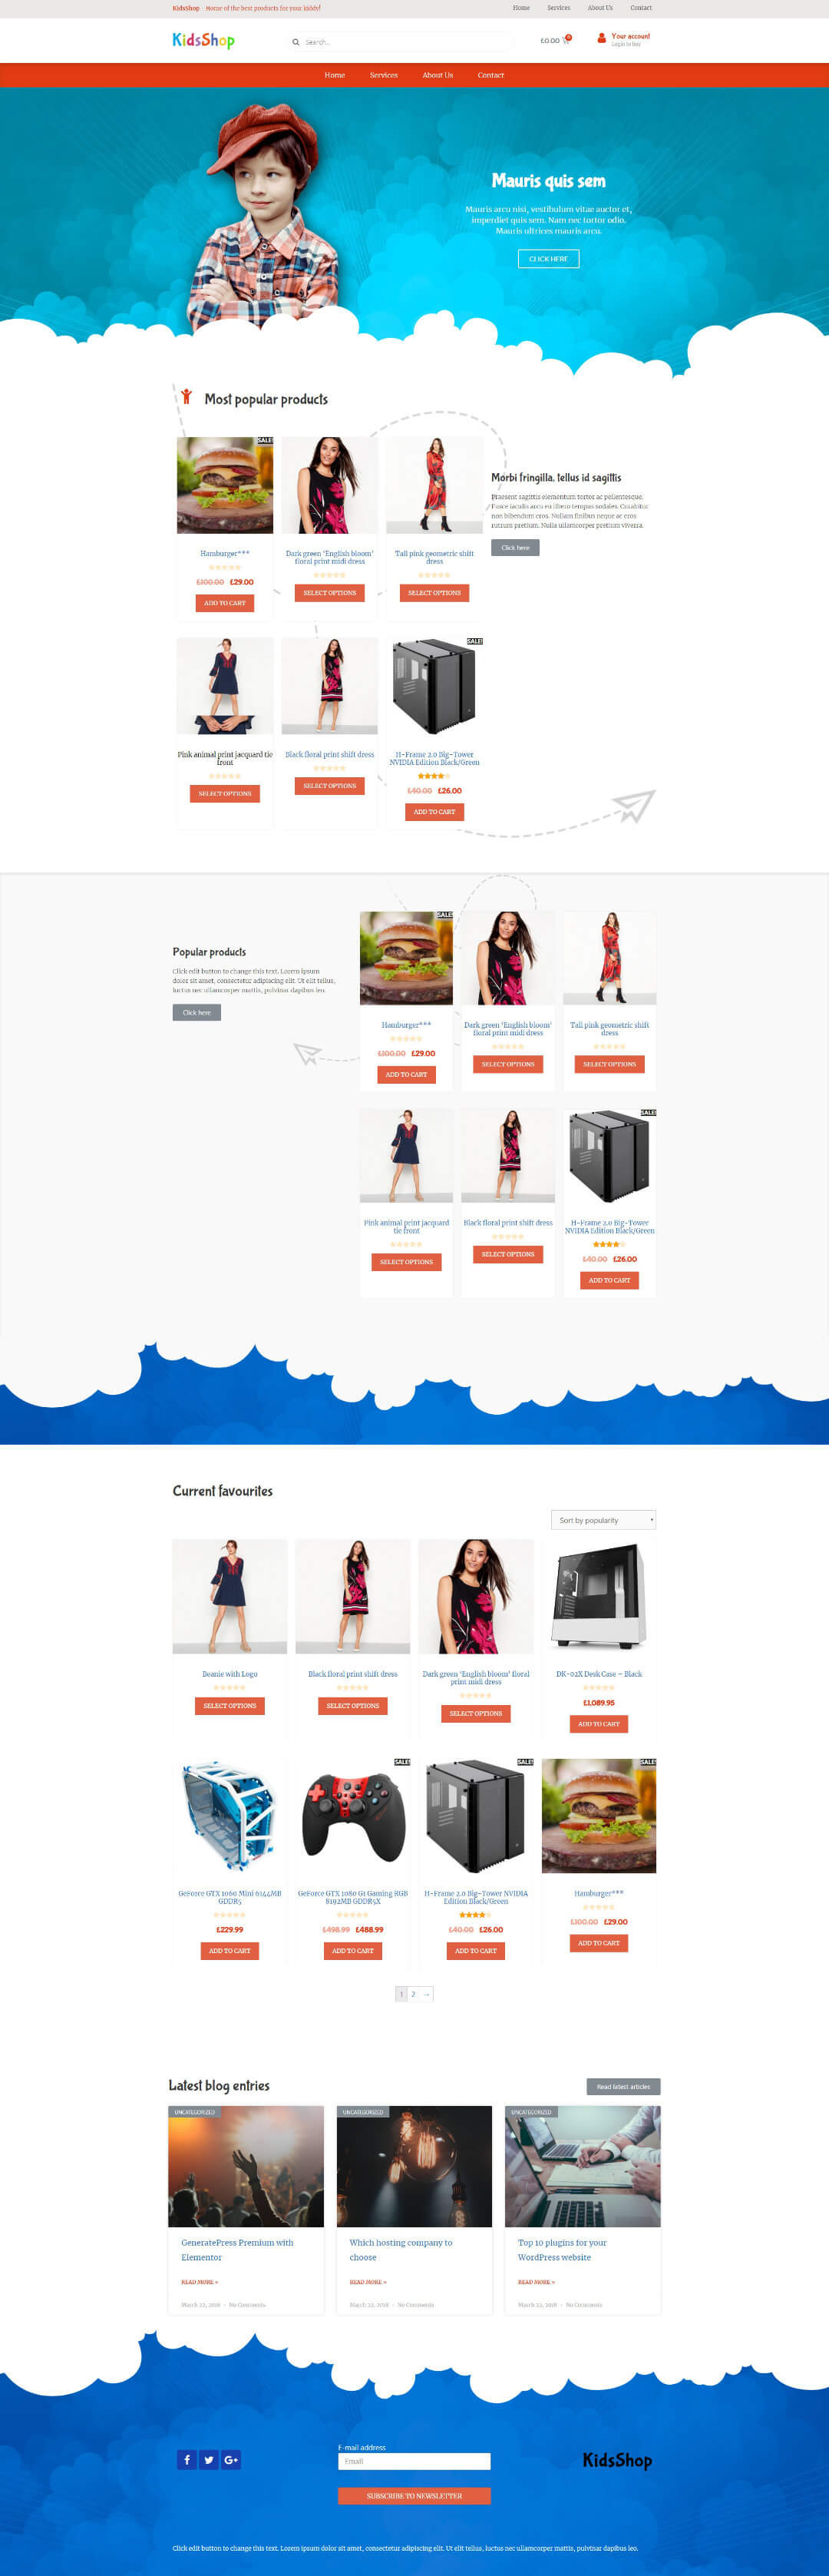 KidsShop - Home of the best products for your kiddy!
Home Services About Us Contact
KidsShop
Search...
£0.00 0
Your account
Login to buy
Home Services About Us Contact
Mauris quis sem
Mauris arcu nisi, vestibulum vitae auctor et,
imperdiet quis sem. Nam nec tortor odio.
Mauris ultrices mauris arcu.
CLICK HERE
Most popular products
SALE!
Hamburger***
£100.00 £29.00
ADD TO CART
Dark green 'English bloom'
floral print midi dress
SELECT OPTIONS
Tall pink geometric shift
dress
SELECT OPTIONS
Morbi fringilla, tellus id sagittis
Praesent sagittis elementum tortor ac pellentesque.
Fusce iaculis arcu eu libero tempus sodales. Curabitur
non bibendum eros. Nullam finibus neque ac eros
rutrum pretium. Nulla ullamcorper pretium viverra.
Click here
Pink animal print jacquard tie
front
SELECT OPTIONS
Black floral print shift dress
SELECT OPTIONS
SALE!
H-Frame 2.0 Big-Tower
NVIDIA Edition Black/Green
£40.00 £26.00
ADD TO CART
Popular products
Click edit button to change this text. Lorem ipsum
dolor sit amet, consectetur adipiscing elit. Ut elit tellus,
luctus nec ullamcorper mattis, pulvinar dapibus leo.
Click here
SALE!
Hamburger***
£100.00 £29.00
ADD TO CART
Dark green 'English bloom'
floral print midi dress
SELECT OPTIONS
Tall pink geometric shift
dress
SELECT OPTIONS
Pink animal print jacquard
tie front
SELECT OPTIONS
Black floral print shift dress
SELECT OPTIONS
SALE!
H-Frame 2.0 Big-Tower
NVIDIA Edition Black/Green
£40.00 £26.00
ADD TO CART
Current favourites
Sort by popularity
Beanie with Logo
SELECT OPTIONS
Black floral print shift dress
SELECT OPTIONS
Dark green 'English bloom' floral
print midi dress
SELECT OPTIONS
DK-02X Desk Case – Black
£1,089.95
ADD TO CART
GeForce GTX 1060 Mini 6144MB
GDDR5
£229.99
ADD TO CART
SALE!
GeForce GTX 1080 G1 Gaming RGB
8192MB GDDR5X
£498.99 £488.99
ADD TO CART
SALE!
H-Frame 2.0 Big-Tower NVIDIA
Edition Black/Green
£40.00 £26.00
ADD TO CART
SALE!
Hamburger***
£100.00 £29.00
ADD TO CART
1 2 →
Latest blog entries
Read latest articles
UNCATEGORIZED
GeneratePress Premium with
Elementor
READ MORE »
March 22, 2018 - No Comments
UNCATEGORIZED
Which hosting company to
choose
READ MORE »
March 22, 2018 - No Comments
UNCATEGORIZED
Top 10 plugins for your
WordPress website
READ MORE »
March 22, 2018 - No Comments
E-mail address
Email
SUBSCRIBE TO NEWSLETTER
f G+
KidsShop
Click edit button to change this text. Lorem ipsum dolor sit amet, consectetur adipiscing elit. Ut elit tellus, luctus nec ullamcorper mattis, pulvinar dapibus leo.